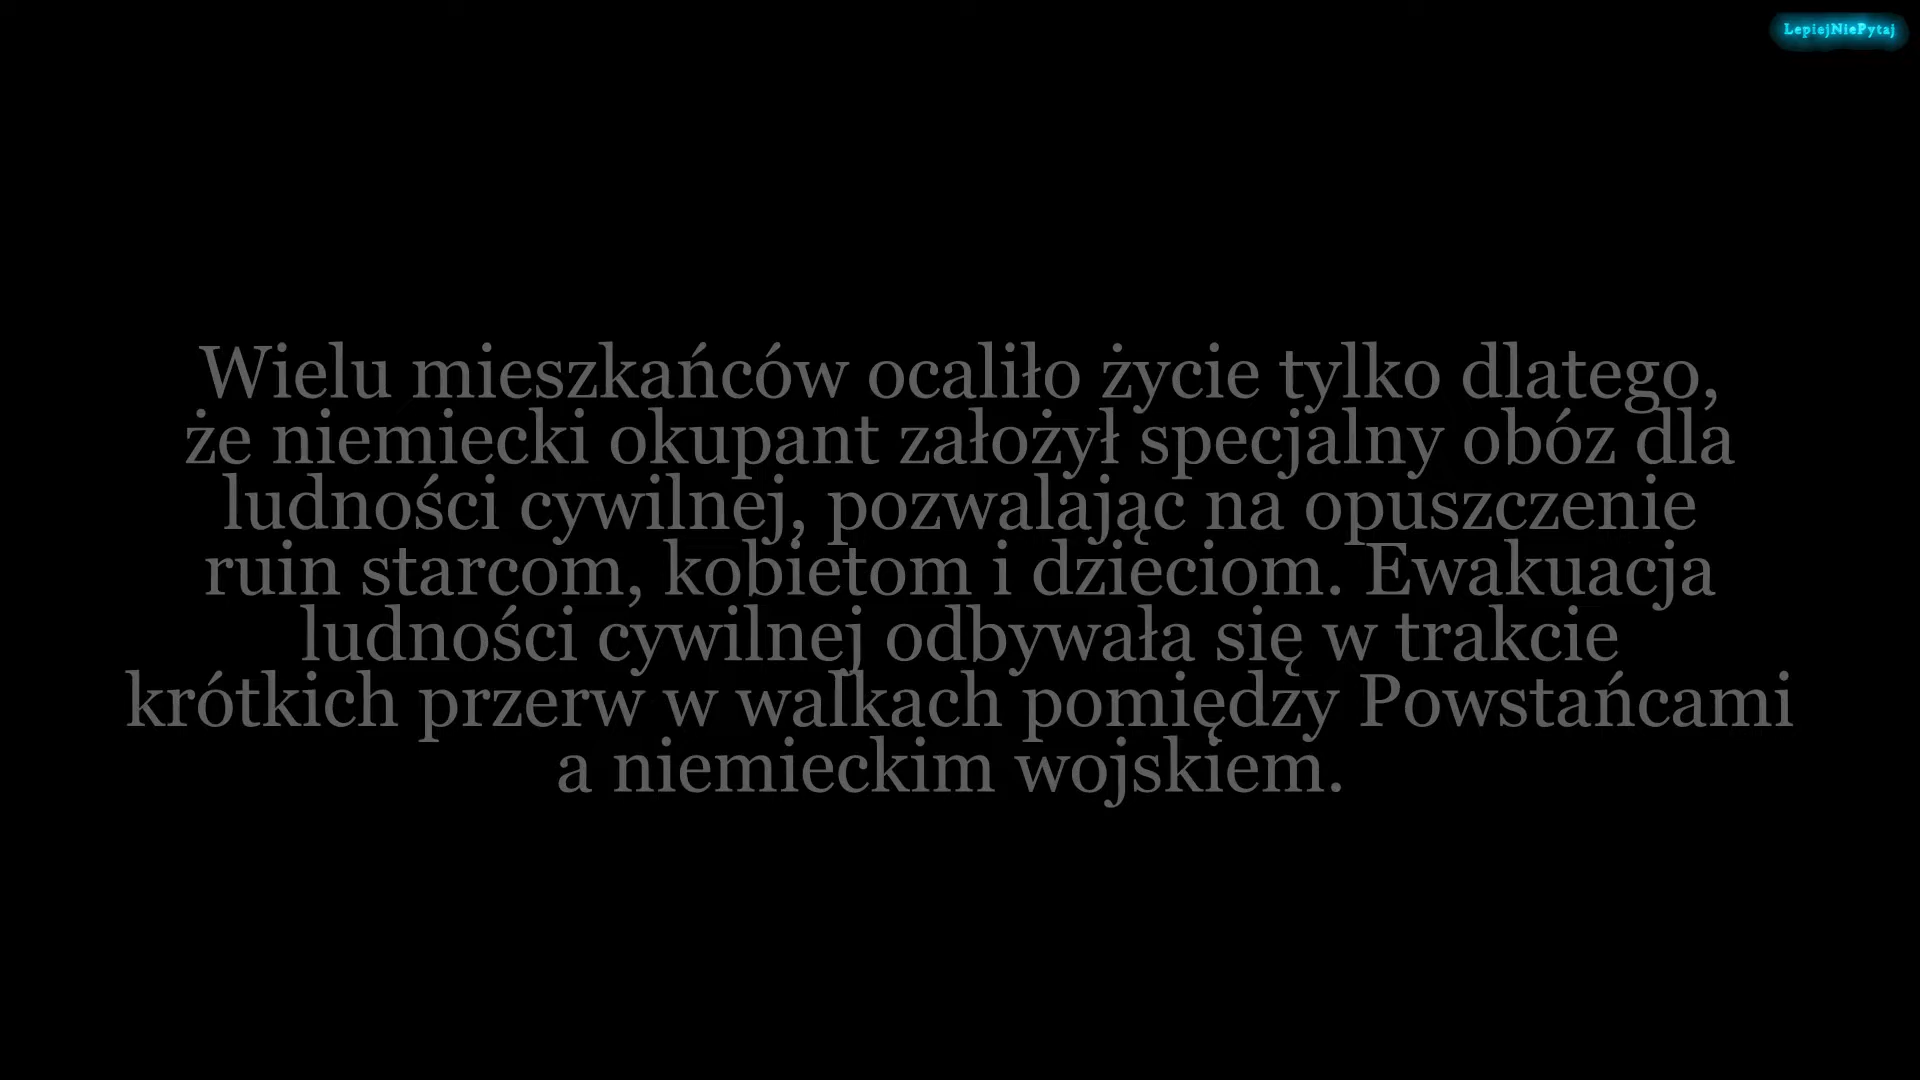 LepiejNiePytaj
Wielu mieszkańców ocaliło życie tylko dlatego,
że niemiecki okupant założył specjalny obóz dla
ludności cywilnej, pozwalając na opuszczenie
ruin starcom, kobietom i dzieciom. Ewakuacja
ludności cywilnej odbywała się w trakcie
krótkich przerw w walkach pomiędzy Powstańcami
a niemieckim wojskiem.